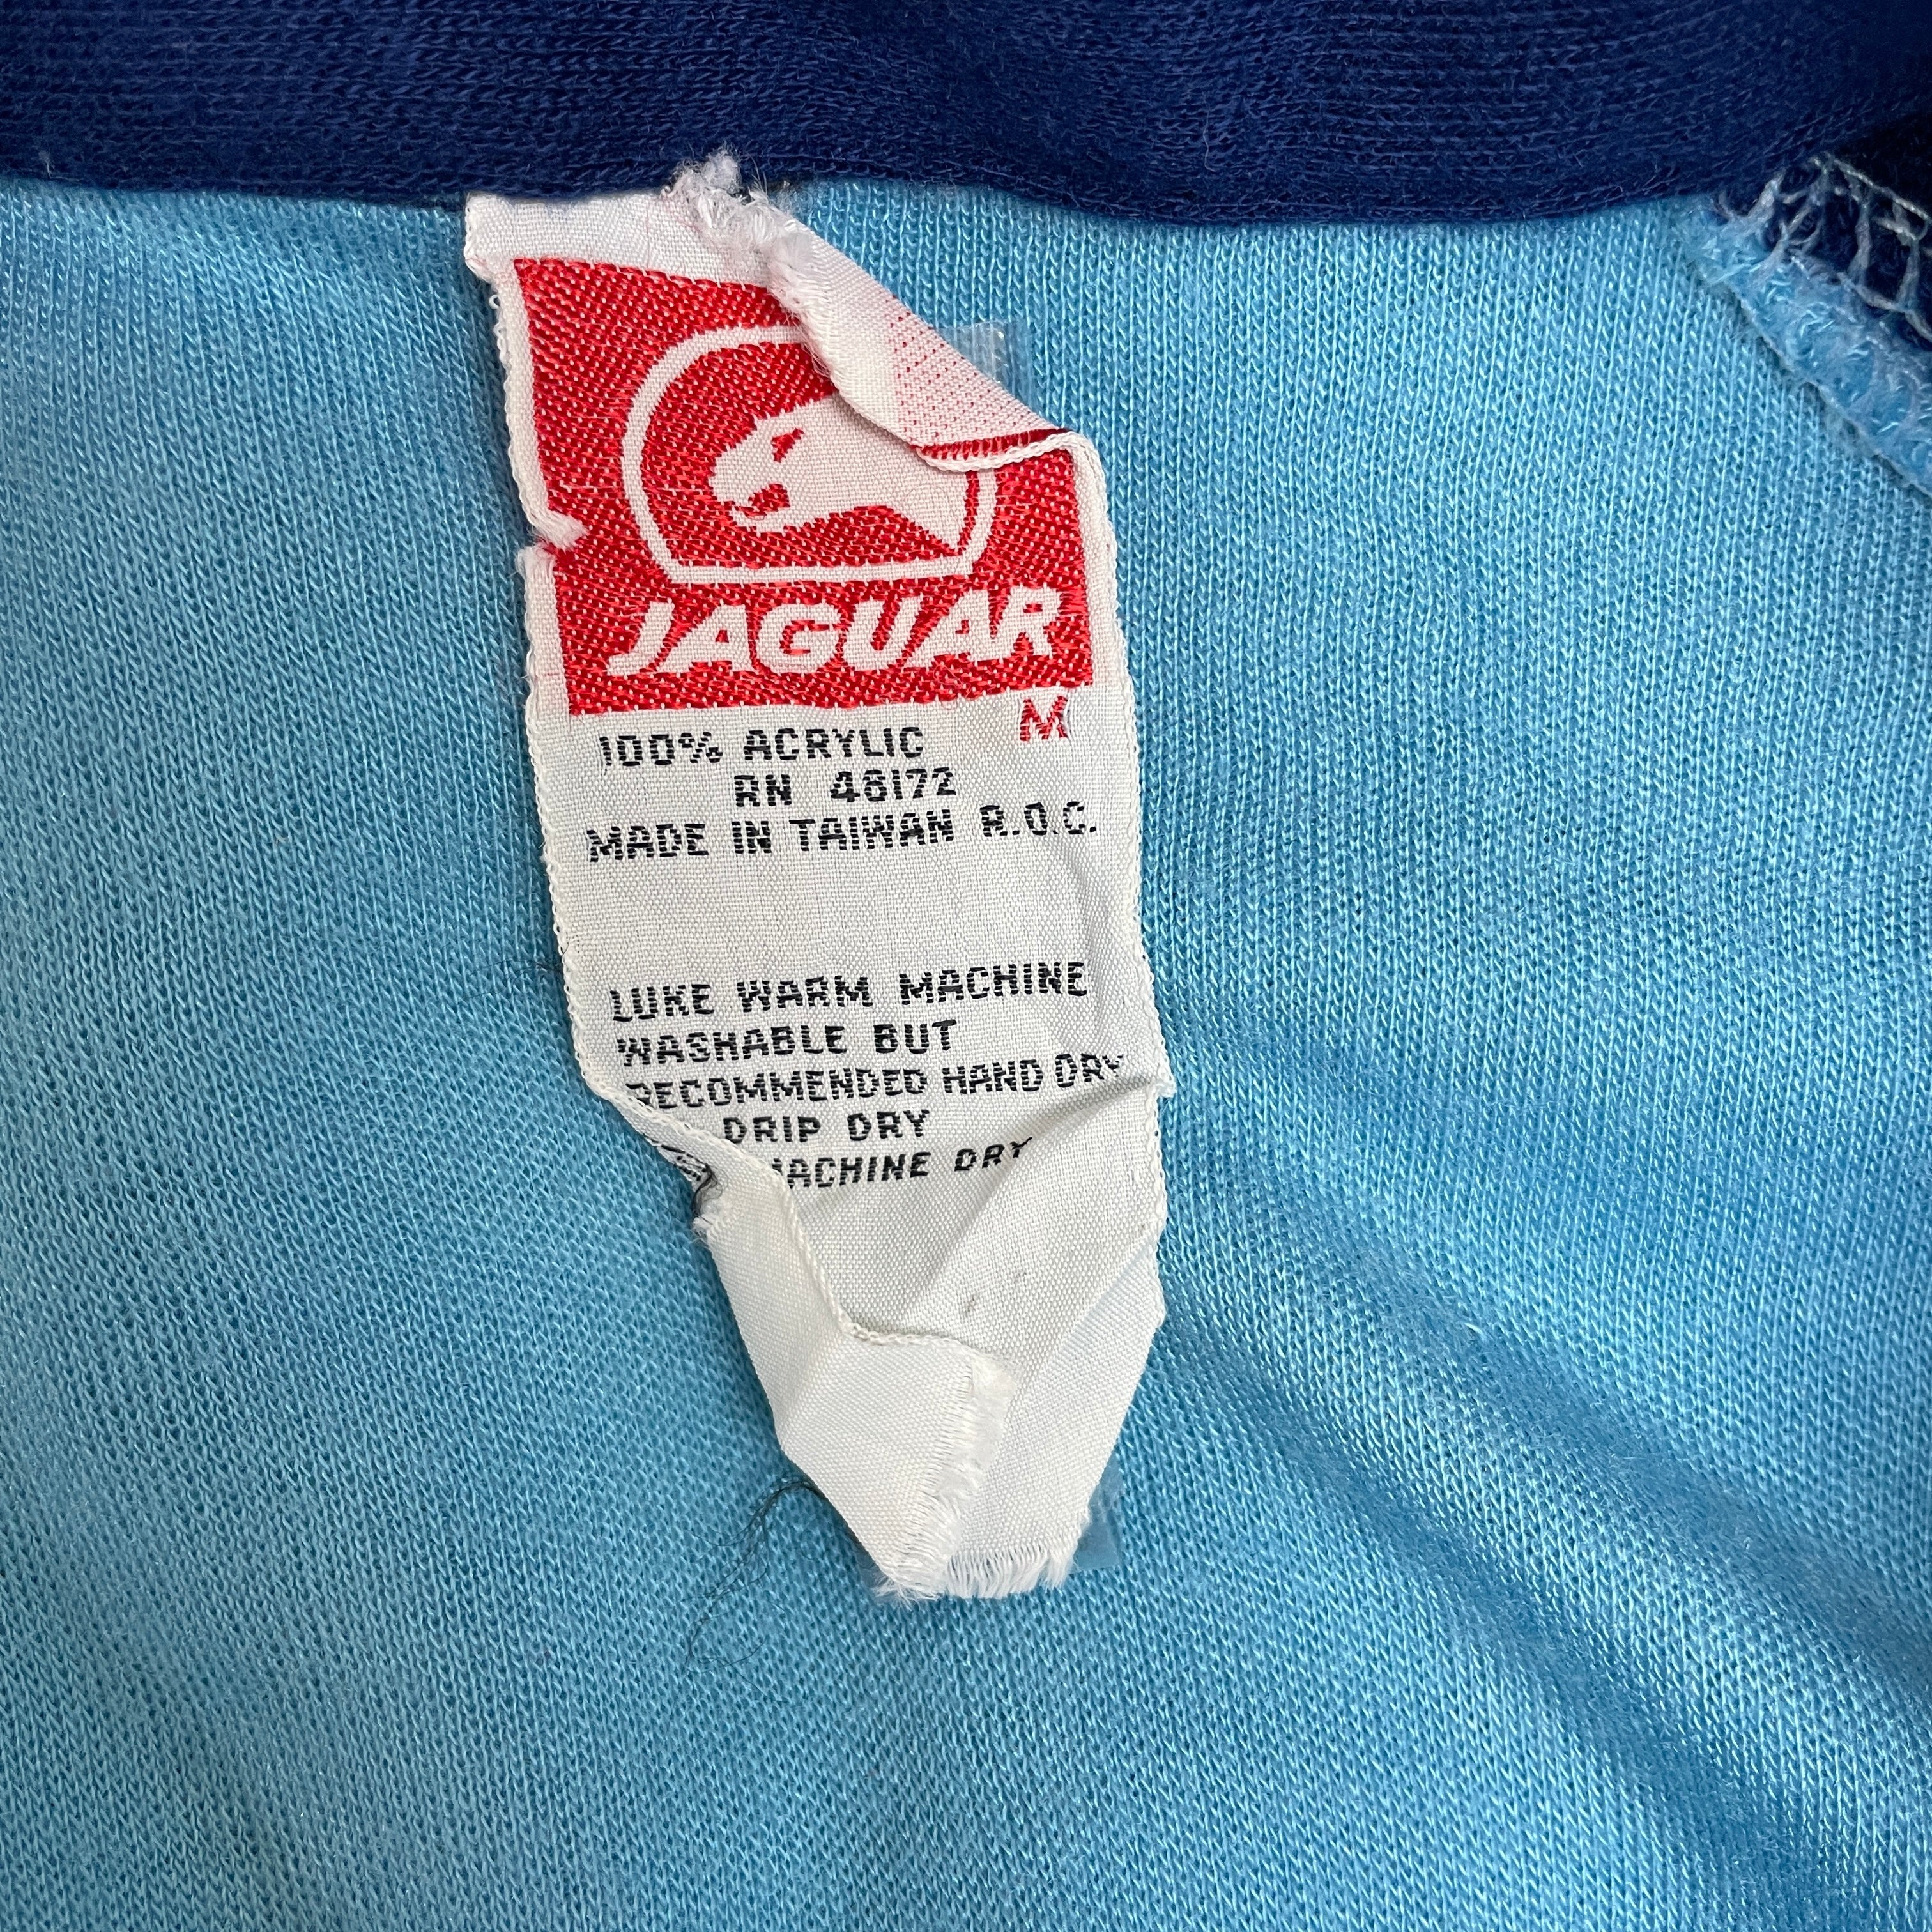 JAGUAR
M
100% ACRYLIC
RN 46172
MADE IN TAIWAN R.O.C.
LUKE WARM MACHINE
WASHABLE BUT
RECOMMENDED HAND DRY
DRIP DRY
MACHINE DRY